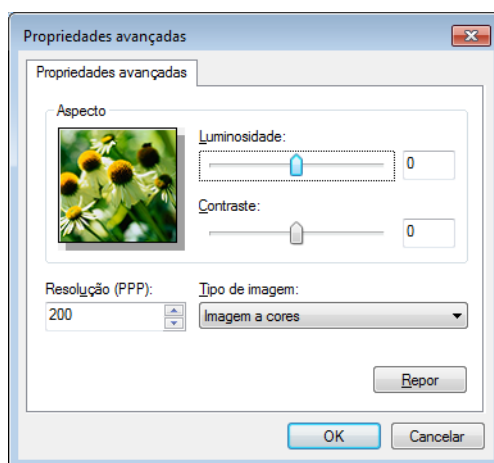 Propriedades avançadas
Propriedades avançadas
Aspecto
Luminosidade:
0
Contraste:
0
Resolução (PPP):
Tipo de imagem:
200
Imagem a cores
Repor
OK
Cancelar